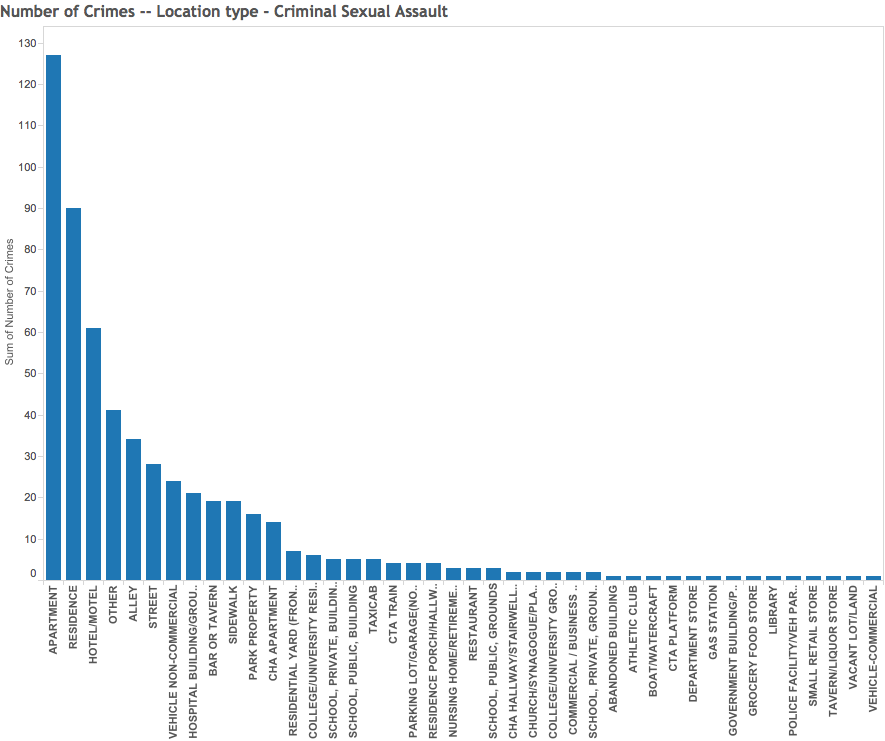 Number of Crimes -- Location type - Criminal Sexual Assault
Sum of Number of Crimes
130
120
110
100
90
80
70
60
50
40
30
20
10
0
APARTMENT
RESIDENCE
HOTEL/MOTEL
OTHER
ALLEY
STREET
VEHICLE NON-COMMERCIAL
HOSPITAL BUILDING/GROU..
BAR OR TAVERN
SIDEWALK
PARK PROPERTY
CHA APARTMENT
RESIDENTIAL YARD (FRON..
COLLEGE/UNIVERSITY RESI..
SCHOOL, PRIVATE, BUILDIN..
SCHOOL, PUBLIC, BUILDING
TAXICAB
CTA TRAIN
PARKING LOT/GARAGE(NO..
RESIDENCE PORCH/HALLW..
NURSING HOME/RETIREME..
RESTAURANT
SCHOOL, PUBLIC, GROUNDS
CHA HALLWAY/STAIRWELL..
CHURCH/SYNAGOGUE/PLA..
COLLEGE/UNIVERSITY GRO..
COMMERCIAL / BUSINESS ..
SCHOOL, PRIVATE, GROUN..
ABANDONED BUILDING
ATHLETIC CLUB
BOAT/WATERCRAFT
CTA PLATFORM
DEPARTMENT STORE
GAS STATION
GOVERNMENT BUILDING/P..
GROCERY FOOD STORE
LIBRARY
POLICE FACILITY/VEH PAR..
SMALL RETAIL STORE
TAVERN/LIQUOR STORE
VACANT LOT/LAND
VEHICLE-COMMERCIAL